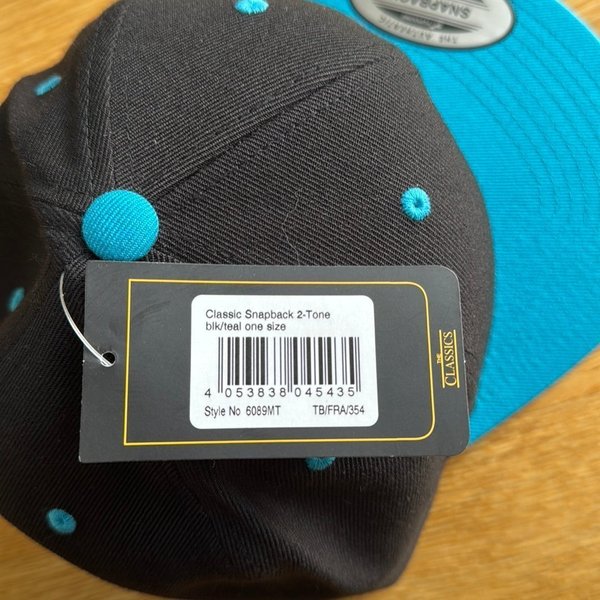 SNAPBACK
Classic Snapback 2-Tone
blk/teal one size
4 053838 045435
Style No 6089MT TB/FRA/354
THE
CLASSICS